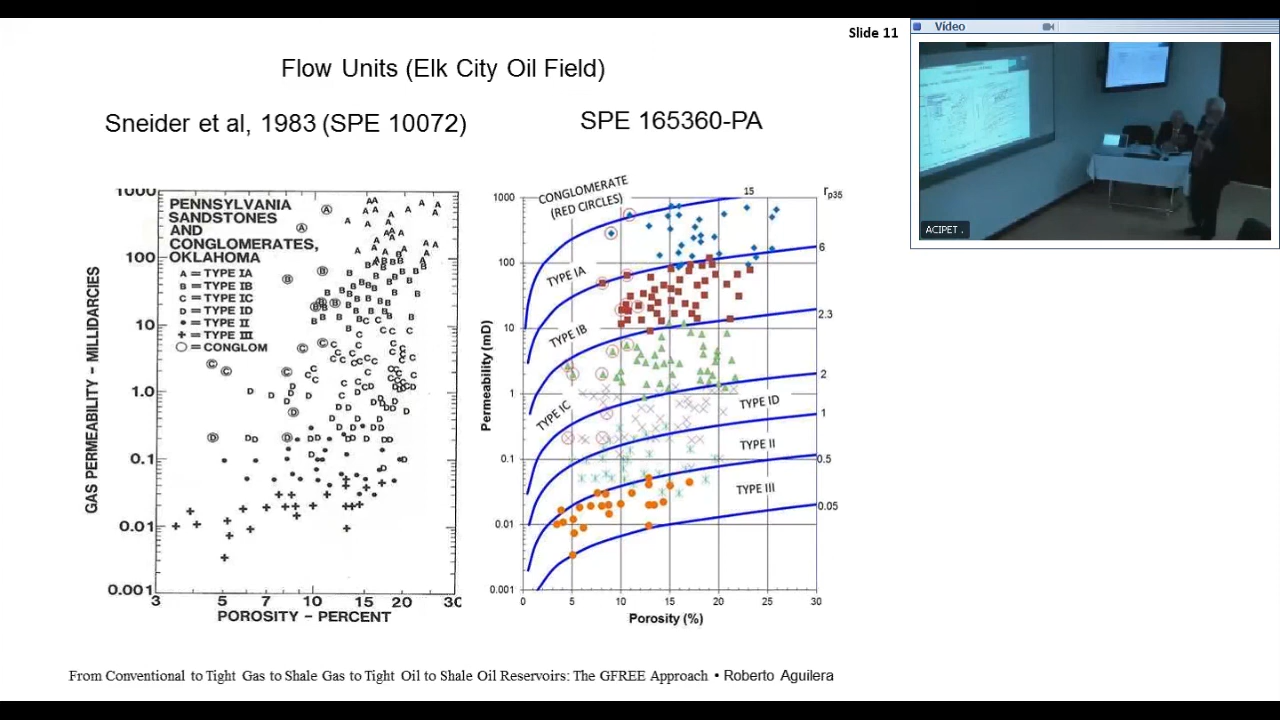 Slide 11
Vídeo
ACIPET .
Flow Units (Elk City Oil Field)
Sneider et al, 1983 (SPE 10072)
SPE 165360-PA
GAS PERMEABILITY - MILLIDARCIES
1000
100
10
1.0
0.1
0.01
0.001
PENNSYLVANIA
SANDSTONES
AND
CONGLOMERATES,
OKLAHOMA
A = TYPE IA
B = TYPE IB
C = TYPE IC
D = TYPE ID
• = TYPE II
+ = TYPE III
○ = CONGLOM
3 5 7 10 15 20 30
POROSITY - PERCENT
Permeability (mD)
1000
100
10
1
0.1
0.01
0.001
CONGLOMERATE
(RED CIRCLES)
TYPE IA
TYPE IB
TYPE IC
TYPE ID
TYPE II
TYPE III
15
rp35
6
2.3
2
1
0.5
0.05
0 5 10 15 20 25 30
Porosity (%)
From Conventional to Tight Gas to Shale Gas to Tight Oil to Shale Oil Reservoirs: The GFREE Approach • Roberto Aguilera